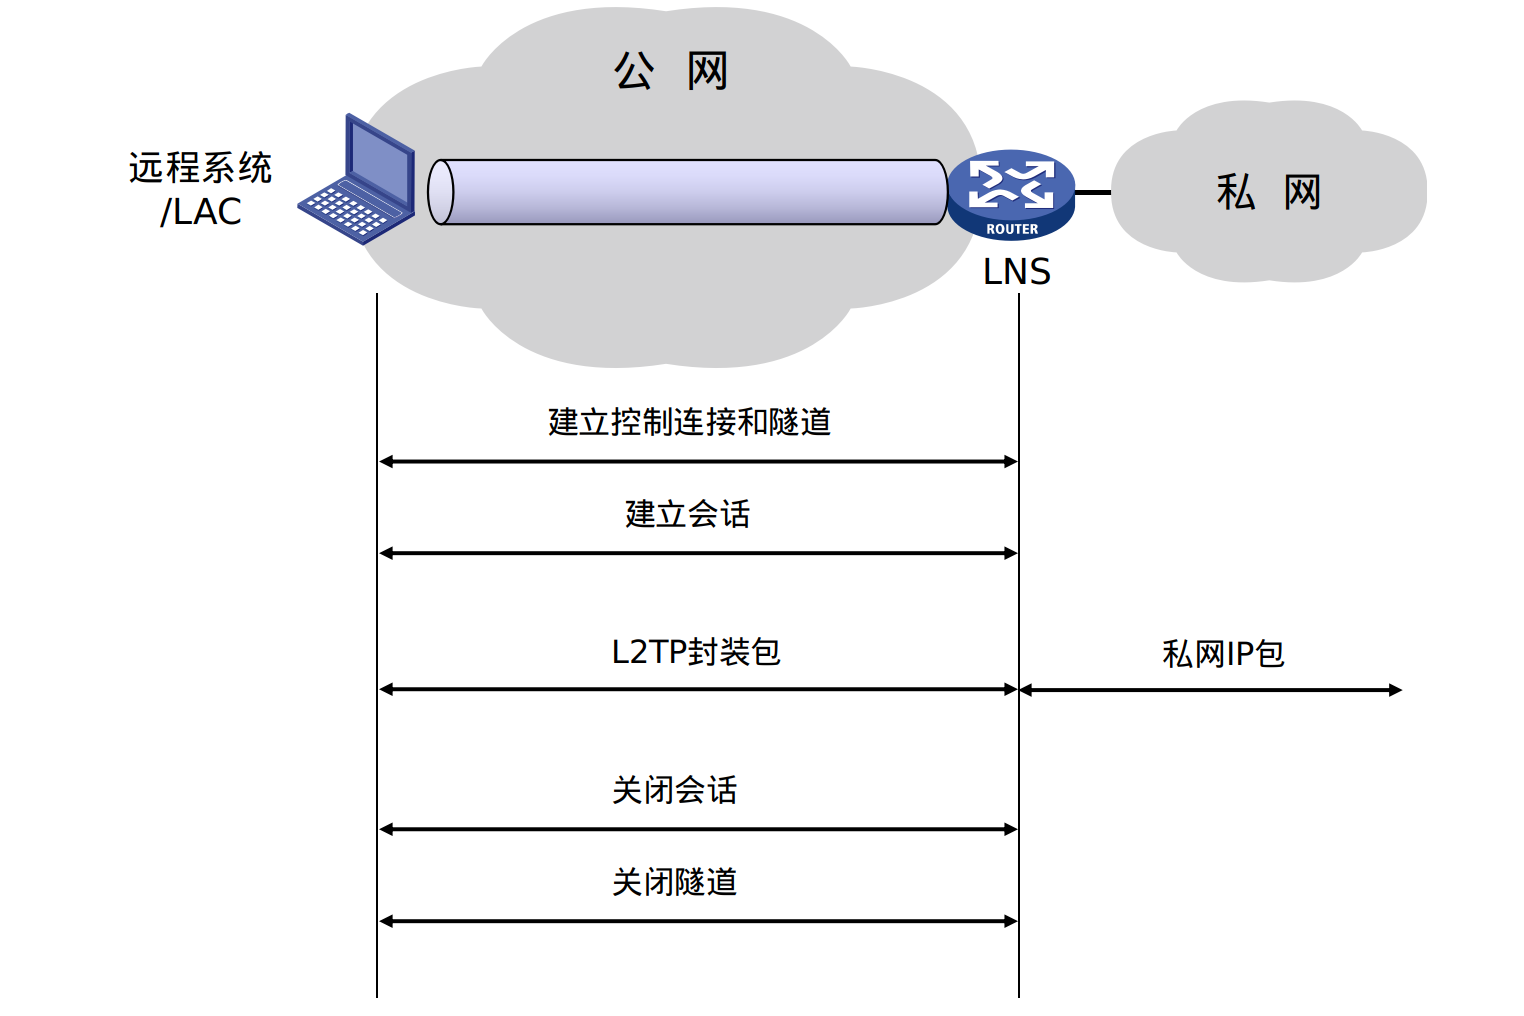 公 网
远程系统
/LAC
私 网
ROUTER
LNS
建立控制连接和隧道
建立会话
L2TP封装包
私网IP包
关闭会话
关闭隧道